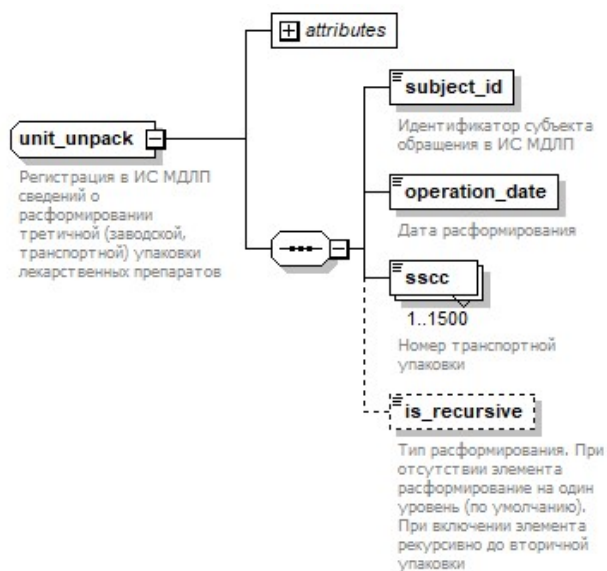 attributes
unit_unpack
Регистрация в ИС МДЛП
сведений о
расформировании
третичной (заводской,
транспортной) упаковки
лекарственных препаратов
subject_id
Идентификатор субъекта
обращения в ИС МДЛП
operation_date
Дата расформирования
sscc
1..1500
Номер транспортной
упаковки
is_recursive
Тип расформирования. При
отсутствии элемента
расформирование на один
уровень (по умолчанию).
При включении элемента
рекурсивно до вторичной
упаковки